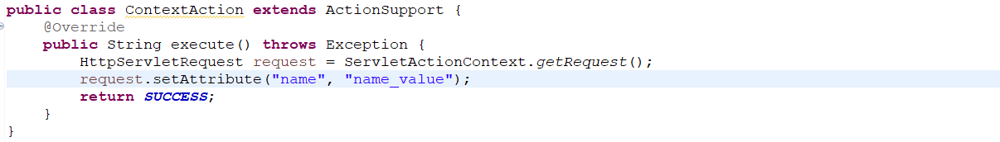 public class ContextAction extends ActionSupport {
    @Override
    public String execute() throws Exception {
        HttpServletRequest request = ServletActionContext.getRequest();
        request.setAttribute("name", "name_value");
        return SUCCESS;
    }
}